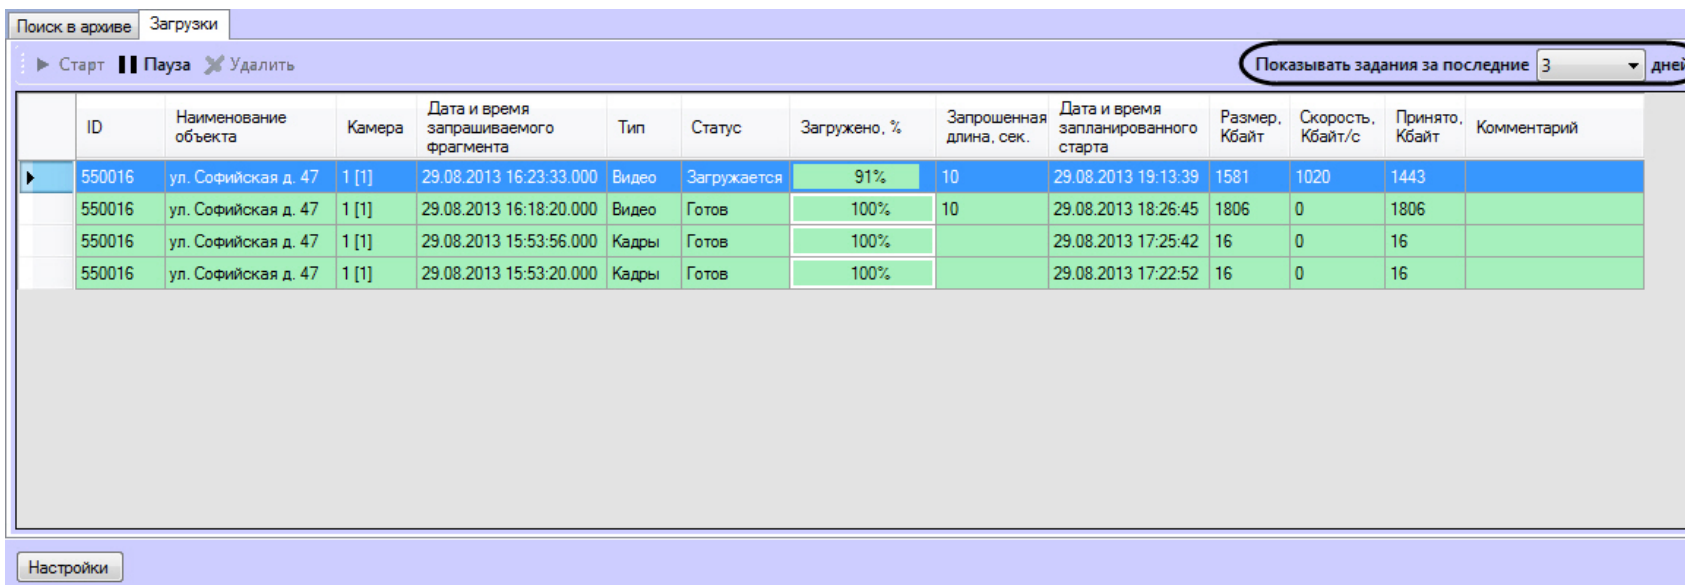 Поиск в архиве Загрузки
Старт Пауза Удалить Показывать задания за последние 3 дней
ID Наименование объекта Камера Дата и время запрашиваемого фрагмента Тип Статус Загружено, % Запрошенная длина, сек. Дата и время запланированного старта Размер, Кбайт Скорость, Кбайт/с Принято, Кбайт Комментарий
550016 ул. Софийская д. 47 1 [1] 29.08.2013 16:23:33.000 Видео Загружается 91% 10 29.08.2013 19:13:39 1581 1020 1443
550016 ул. Софийская д. 47 1 [1] 29.08.2013 16:18:20.000 Видео Готов 100% 10 29.08.2013 18:26:45 1806 0 1806
550016 ул. Софийская д. 47 1 [1] 29.08.2013 15:53:56.000 Кадры Готов 100% 29.08.2013 17:25:42 16 0 16
550016 ул. Софийская д. 47 1 [1] 29.08.2013 15:53:20.000 Кадры Готов 100% 29.08.2013 17:22:52 16 0 16
Настройки